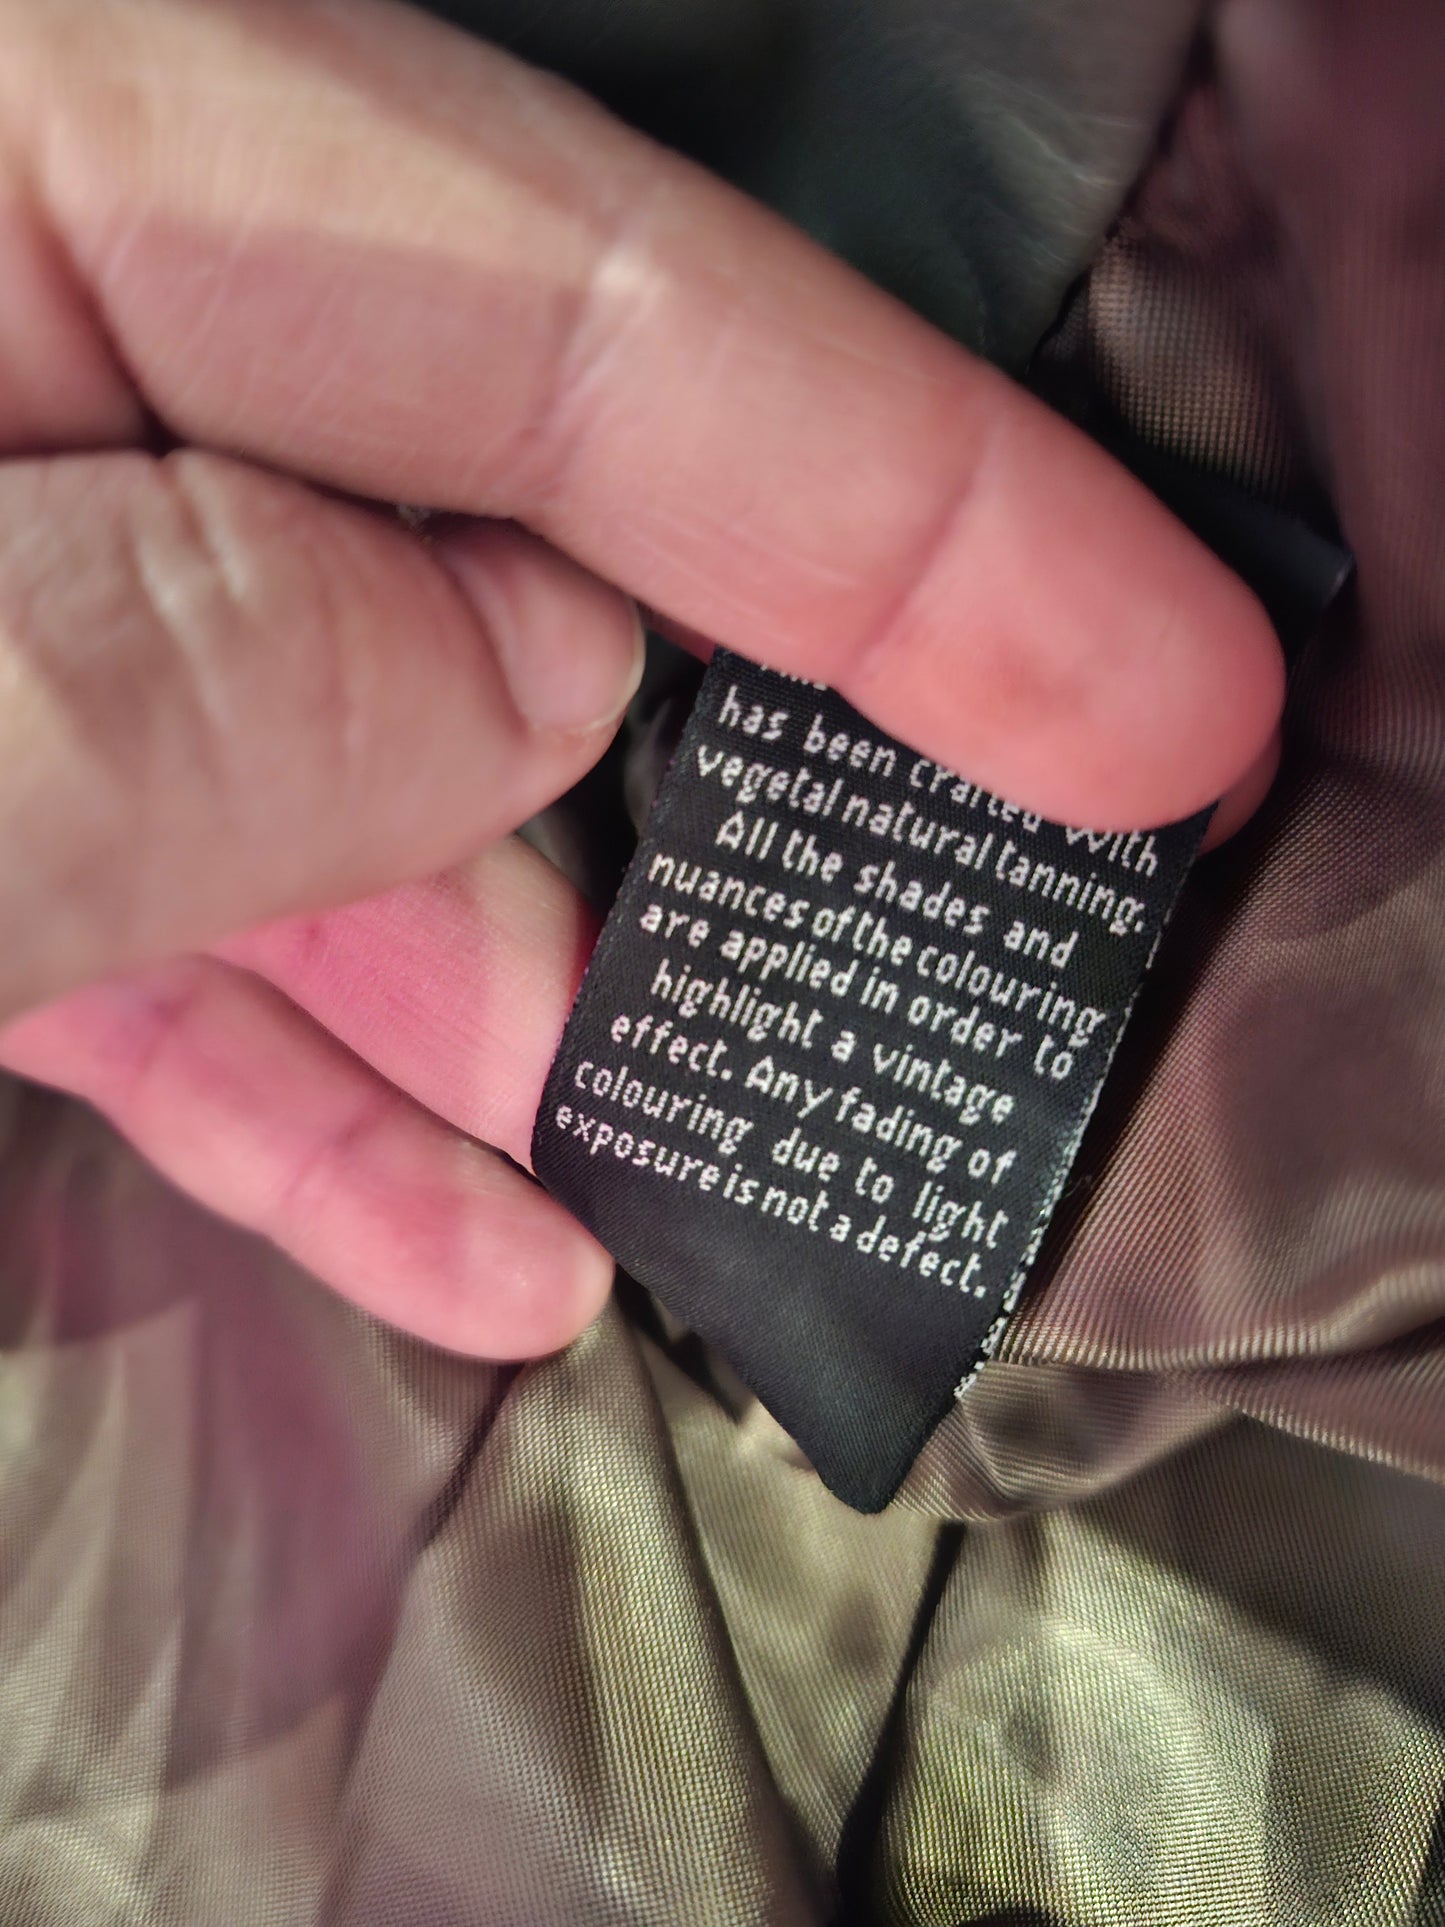 has been crafted with
vegetal natural tanning.
All the shades and
nuances of the colouring
are applied in order to
highlight a vintage
effect. Any fading of
colouring due to light
exposure is not a defect.